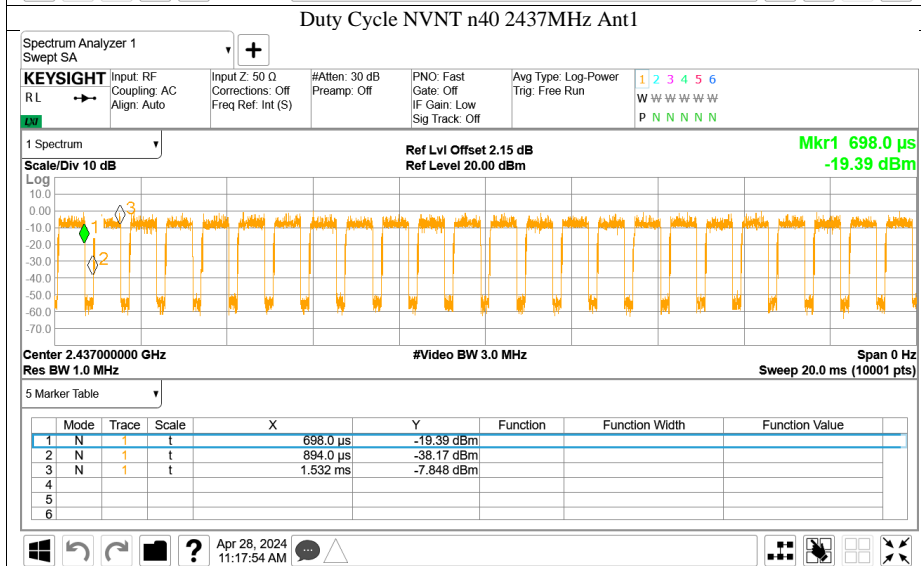 Duty Cycle NVNT n40 2437MHz Ant1
Spectrum Analyzer 1
Swept SA
KEYSIGHT
R L
LXI
Input: RF
Coupling: AC
Align: Auto
Input Z: 50 Ω
Corrections: Off
Freq Ref: Int (S)
#Atten: 30 dB
Preamp: Off
PNO: Fast
Gate: Off
IF Gain: Low
Sig Track: Off
Avg Type: Log-Power
Trig: Free Run
1 2 3 4 5 6
W W W W W W
P N N N N N
1 Spectrum
Scale/Div 10 dB
Ref Lvl Offset 2.15 dB
Ref Level 20.00 dBm
Mkr1 698.0 µs
-19.39 dBm
Log
10.0
0.00
-10.0
-20.0
-30.0
-40.0
-50.0
-60.0
-70.0
1
2
3
Center 2.437000000 GHz
#Video BW 3.0 MHz
Span 0 Hz
Res BW 1.0 MHz
Sweep 20.0 ms (10001 pts)
5 Marker Table
Mode Trace Scale X Y Function Function Width Function Value
1 N 1 t 698.0 µs -19.39 dBm
2 N 1 t 894.0 µs -38.17 dBm
3 N 1 t 1.532 ms -7.848 dBm
4
5
6
?
Apr 28, 2024
11:17:54 AM